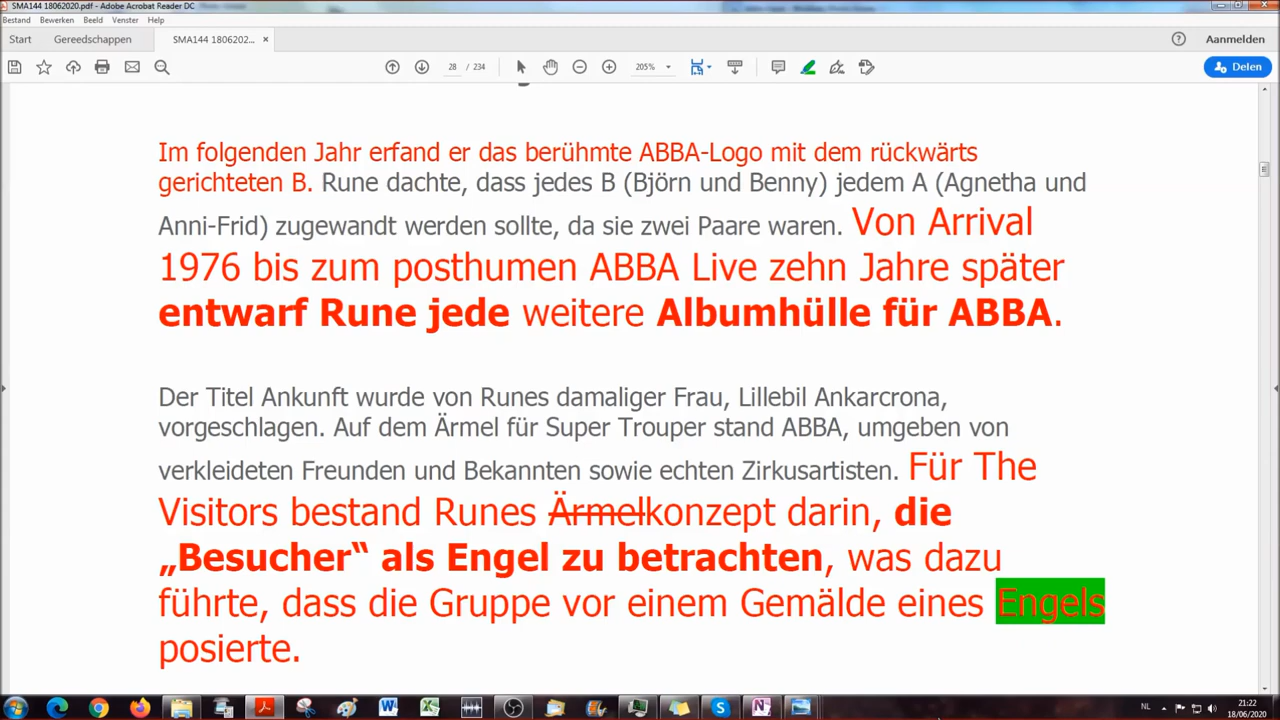 SMA144 18062020.pdf - Adobe Acrobat Reader DC
Bestand Bewerken Beeld Venster Help
Start Gereedschappen SMA144 1806202... × Aanmelden
28 / 234 205% Delen
Im folgenden Jahr erfand er das berühmte ABBA-Logo mit dem rückwärts
gerichteten B. Rune dachte, dass jedes B (Björn und Benny) jedem A (Agnetha und
Anni-Frid) zugewandt werden sollte, da sie zwei Paare waren. Von Arrival
1976 bis zum posthumen ABBA Live zehn Jahre später
entwarf Rune jede weitere Albumhülle für ABBA.
Der Titel Ankunft wurde von Runes damaliger Frau, Lillebil Ankarcrona,
vorgeschlagen. Auf dem Ärmel für Super Trouper stand ABBA, umgeben von
verkleideten Freunden und Bekannten sowie echten Zirkusartisten. Für The
Visitors bestand Runes Ärmelkonzept darin, die
„Besucher“ als Engel zu betrachten, was dazu
führte, dass die Gruppe vor einem Gemälde eines Engels
posierte.
NL 21:22
18/06/2020